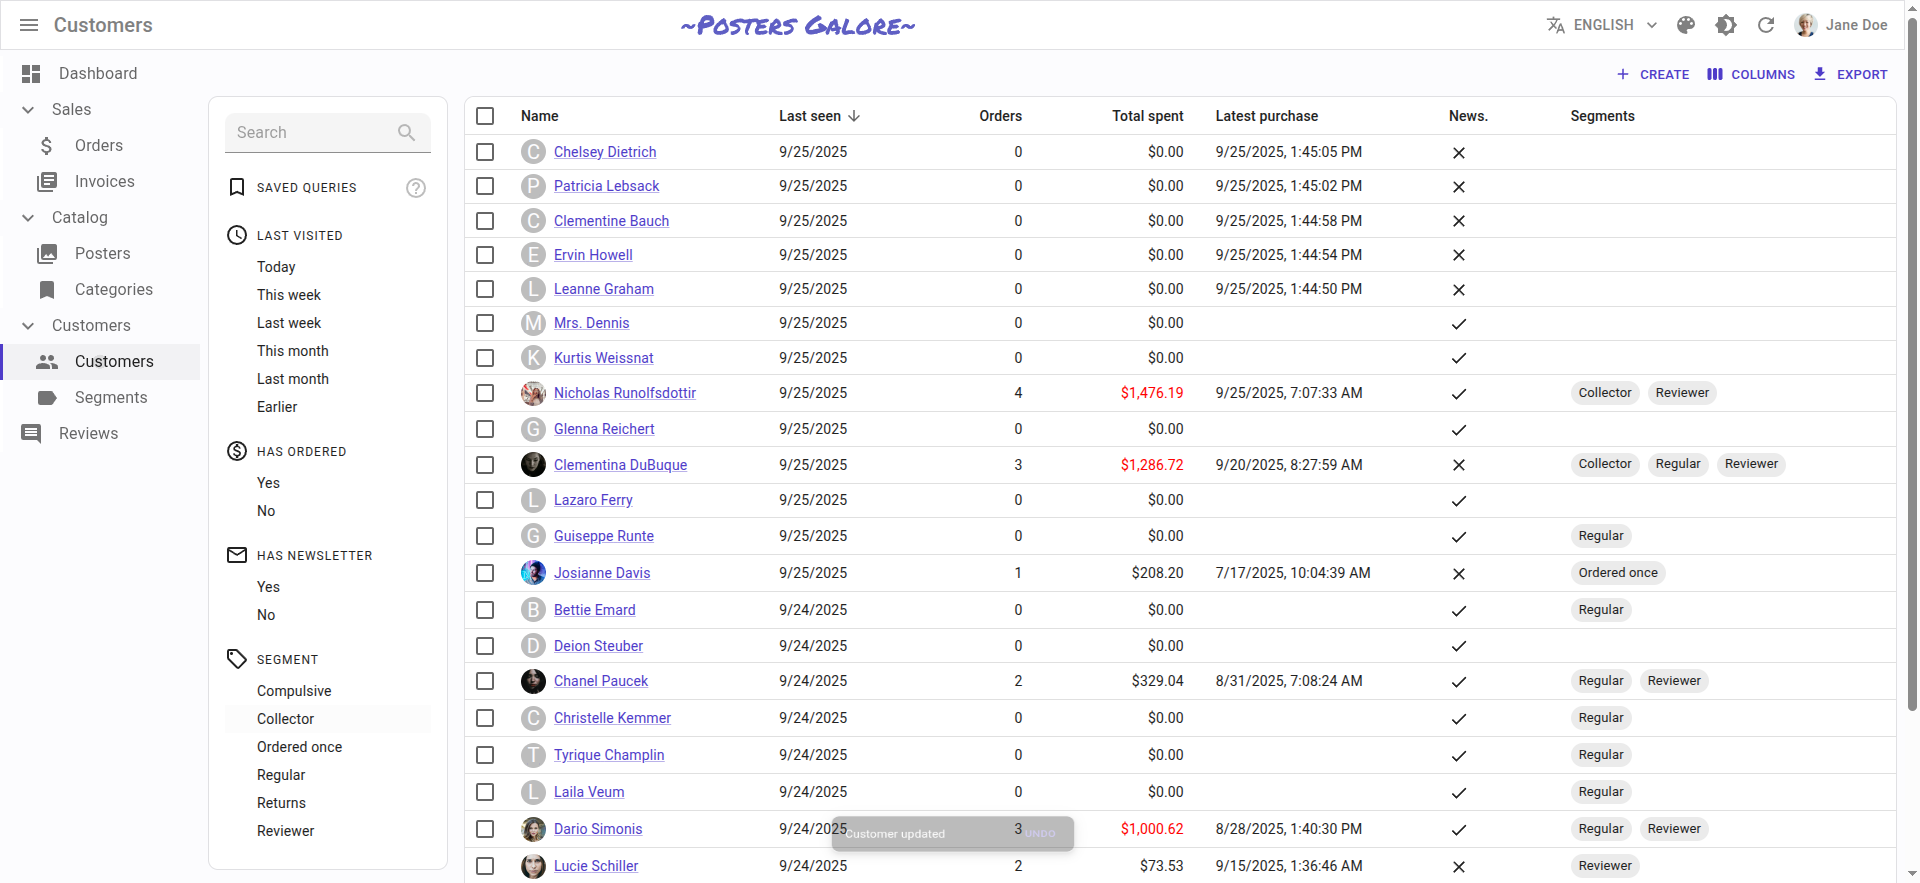 Customers
~Posters Galore~
ENGLISH
Jane Doe
Dashboard
Sales
Orders
Invoices
Catalog
Posters
Categories
Customers
Customers
Segments
Reviews
CREATE
COLUMNS
EXPORT
Search
SAVED QUERIES
LAST VISITED
Today
This week
Last week
This month
Last month
Earlier
HAS ORDERED
Yes
No
HAS NEWSLETTER
Yes
No
SEGMENT
Compulsive
Collector
Ordered once
Regular
Returns
Reviewer
Name Last seen Orders Total spent Latest purchase News. Segments
C Chelsey Dietrich 9/25/2025 0 $0.00 9/25/2025, 1:45:05 PM
P Patricia Lebsack 9/25/2025 0 $0.00 9/25/2025, 1:45:02 PM
C Clementine Bauch 9/25/2025 0 $0.00 9/25/2025, 1:44:58 PM
E Ervin Howell 9/25/2025 0 $0.00 9/25/2025, 1:44:54 PM
L Leanne Graham 9/25/2025 0 $0.00 9/25/2025, 1:44:50 PM
M Mrs. Dennis 9/25/2025 0 $0.00
K Kurtis Weissnat 9/25/2025 0 $0.00
Nicholas Runolfsdottir 9/25/2025 4 $1,476.19 9/25/2025, 7:07:33 AM Collector Reviewer
G Glenna Reichert 9/25/2025 0 $0.00
Clementina DuBuque 9/25/2025 3 $1,286.72 9/20/2025, 8:27:59 AM Collector Regular Reviewer
L Lazaro Ferry 9/25/2025 0 $0.00
G Guiseppe Runte 9/25/2025 0 $0.00 Regular
Josianne Davis 9/25/2025 1 $208.20 7/17/2025, 10:04:39 AM Ordered once
B Bettie Emard 9/24/2025 0 $0.00 Regular
D Deion Steuber 9/24/2025 0 $0.00
Chanel Paucek 9/24/2025 2 $329.04 8/31/2025, 7:08:24 AM Regular Reviewer
C Christelle Kemmer 9/24/2025 0 $0.00 Regular
T Tyrique Champlin 9/24/2025 0 $0.00 Regular
L Laila Veum 9/24/2025 0 $0.00 Regular
Dario Simonis 9/24/2025 3 $1,000.62 8/28/2025, 1:40:30 PM Regular Reviewer
Customer updated UNDO
Lucie Schiller 9/24/2025 2 $73.53 9/15/2025, 1:36:46 AM Reviewer